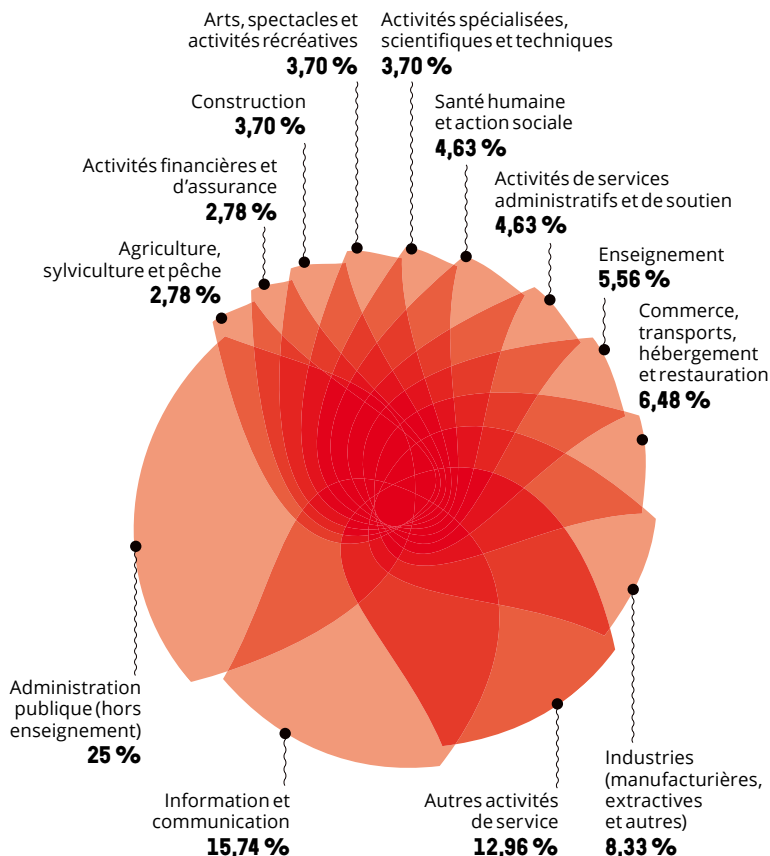 Arts, spectacles et
activités récréatives
3,70 %
Activités spécialisées,
scientifiques et techniques
3,70 %
Construction
3,70 %
Santé humaine
et action sociale
4,63 %
Activités financières et
d'assurance
2,78 %
Activités de services
administratifs et de soutien
4,63 %
Agriculture,
sylviculture et pêche
2,78 %
Enseignement
5,56 %
Commerce,
transports,
hébergement
et restauration
6,48 %
Administration
publique (hors
enseignement)
25 %
Information et
communication
15,74 %
Autres activités
de service
12,96 %
Industries
(manufacturières,
extractives
et autres)
8,33 %